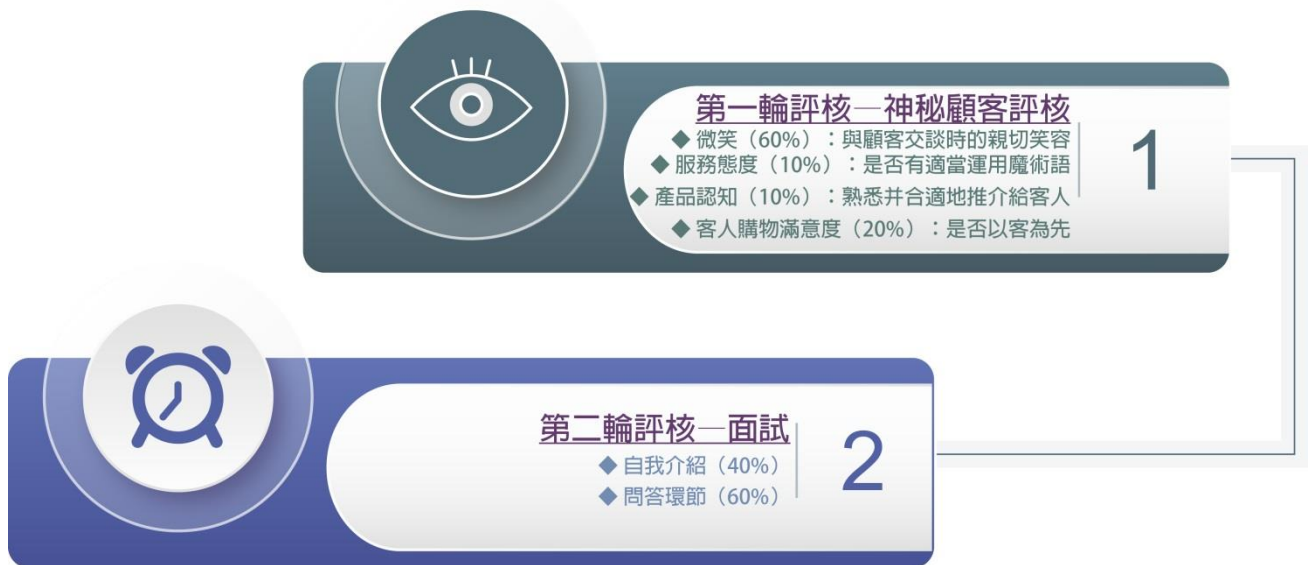 第一輪評核—神秘顧客評核
◆ 微笑（60%）：與顧客交談時的親切笑容
◆ 服務態度（10%）：是否有適當運用魔術語
◆ 產品認知（10%）：熟悉并合適地推介給客人
◆ 客人購物滿意度（20%）：是否以客為先
1
第二輪評核—面試
◆ 自我介紹（40%）
◆ 問答環節（60%）
2